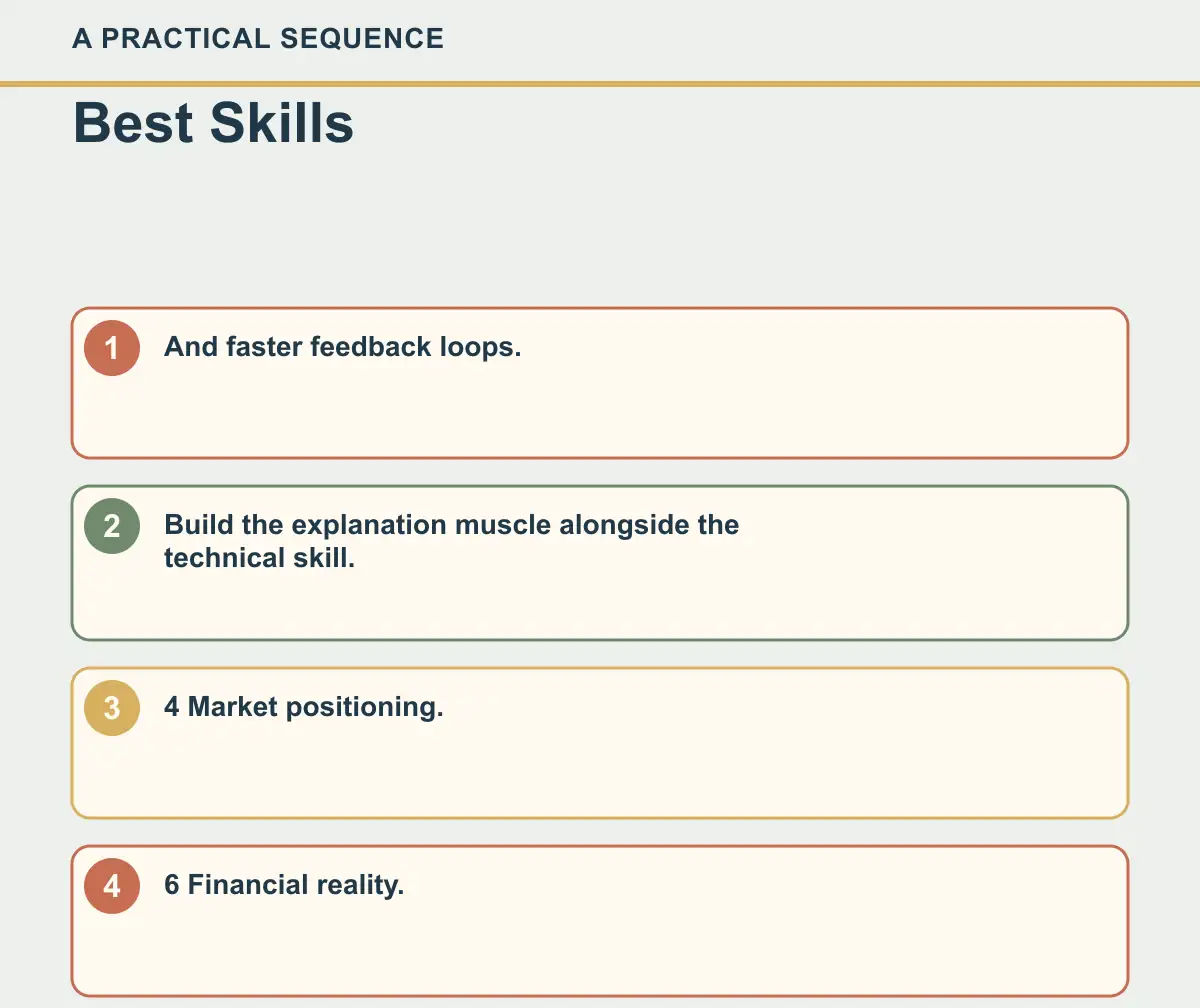 A PRACTICAL SEQUENCE
Best Skills
1
And faster feedback loops.
2
Build the explanation muscle alongside the
technical skill.
3
4 Market positioning.
4
6 Financial reality.